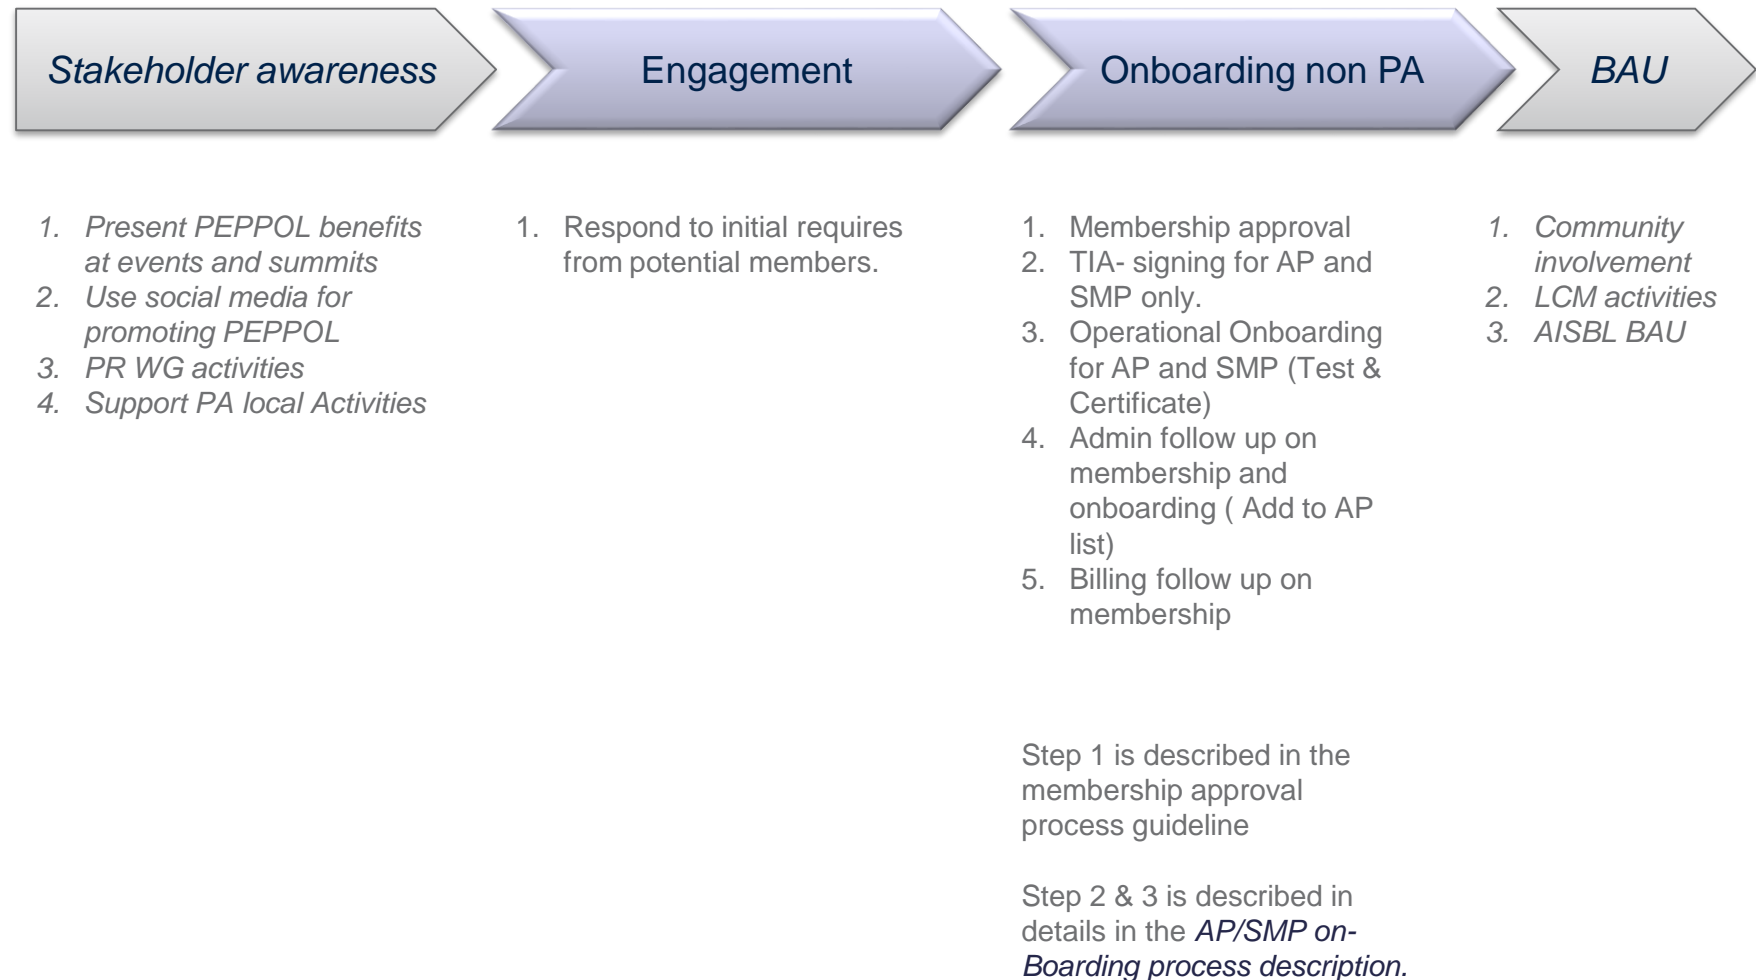 Stakeholder awareness
Engagement
Onboarding non PA
BAU
1. Present PEPPOL benefits
at events and summits
2. Use social media for
promoting PEPPOL
3. PR WG activities
4. Support PA local Activities
1. Respond to initial requires
from potential members.
1. Membership approval
2. TIA- signing for AP and
SMP only.
3. Operational Onboarding
for AP and SMP (Test &
Certificate)
4. Admin follow up on
membership and
onboarding ( Add to AP
list)
5. Billing follow up on
membership
Step 1 is described in the
membership approval
process guideline
Step 2 & 3 is described in
details in the AP/SMP on-
Boarding process description.
1. Community
involvement
2. LCM activities
3. AISBL BAU